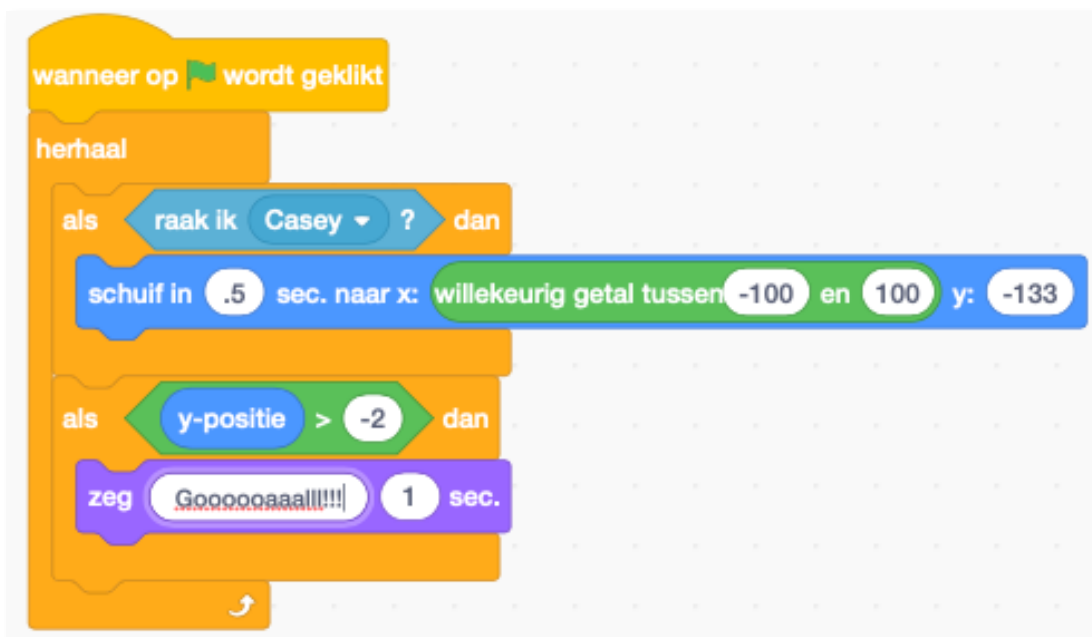 wanneer op wordt geklikt
herhaal
als raak ik Casey ? dan
schuif in .5 sec. naar x: willekeurig getal tussen -100 en 100 y: -133
als y-positie > -2 dan
zeg Goooooaaalll!!! 1 sec.